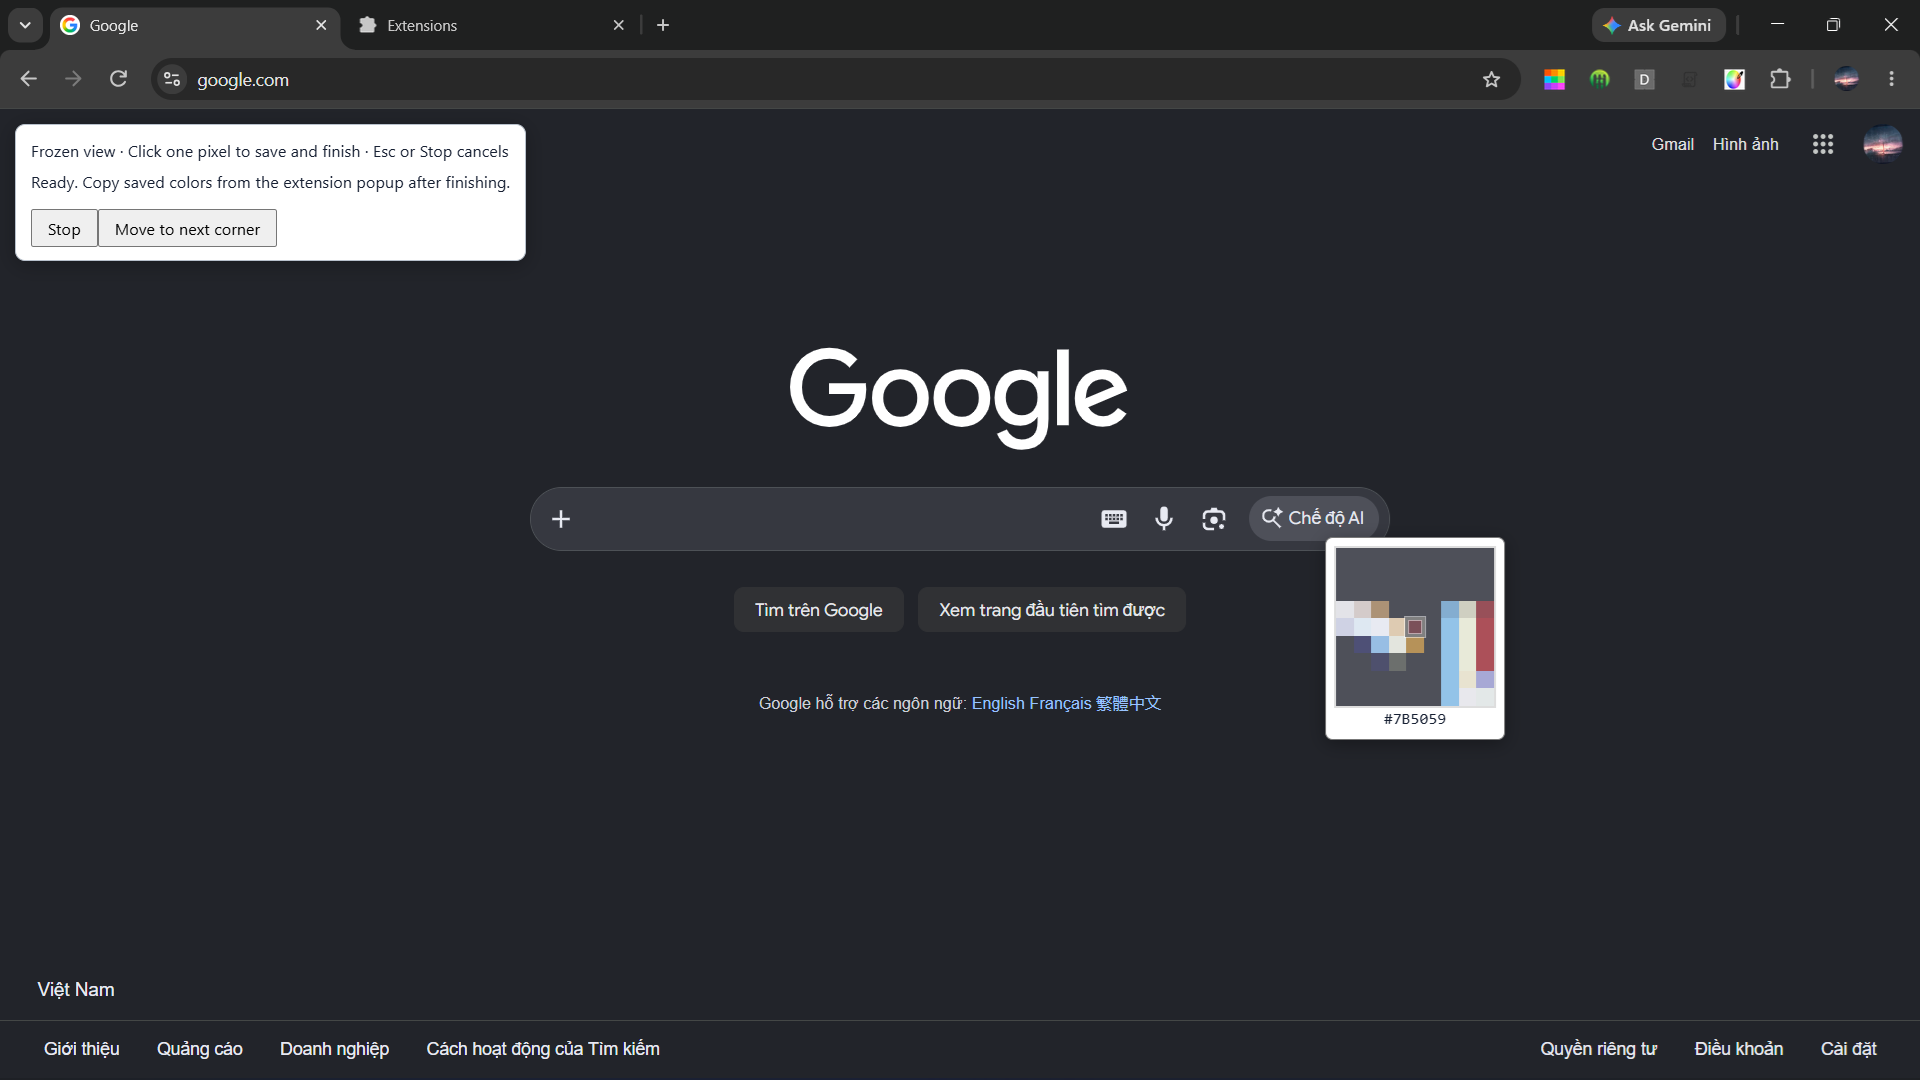 Google
Extensions
Ask Gemini
google.com
D
Frozen view · Click one pixel to save and finish · Esc or Stop cancels
Ready. Copy saved colors from the extension popup after finishing.
Stop
Move to next corner
Gmail
Hình ảnh
Google
Chế độ AI
Tìm trên Google
Xem trang đầu tiên tìm được
#7B5059
Google hỗ trợ các ngôn ngữ: English Français 繁體中文
Việt Nam
Giới thiệu
Quảng cáo
Doanh nghiệp
Cách hoạt động của Tìm kiếm
Quyền riêng tư
Điều khoản
Cài đặt